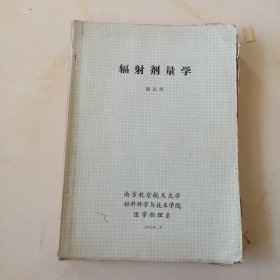 辐射剂量学
南京航空航天大学
材料科学与技术学院
医学物理系